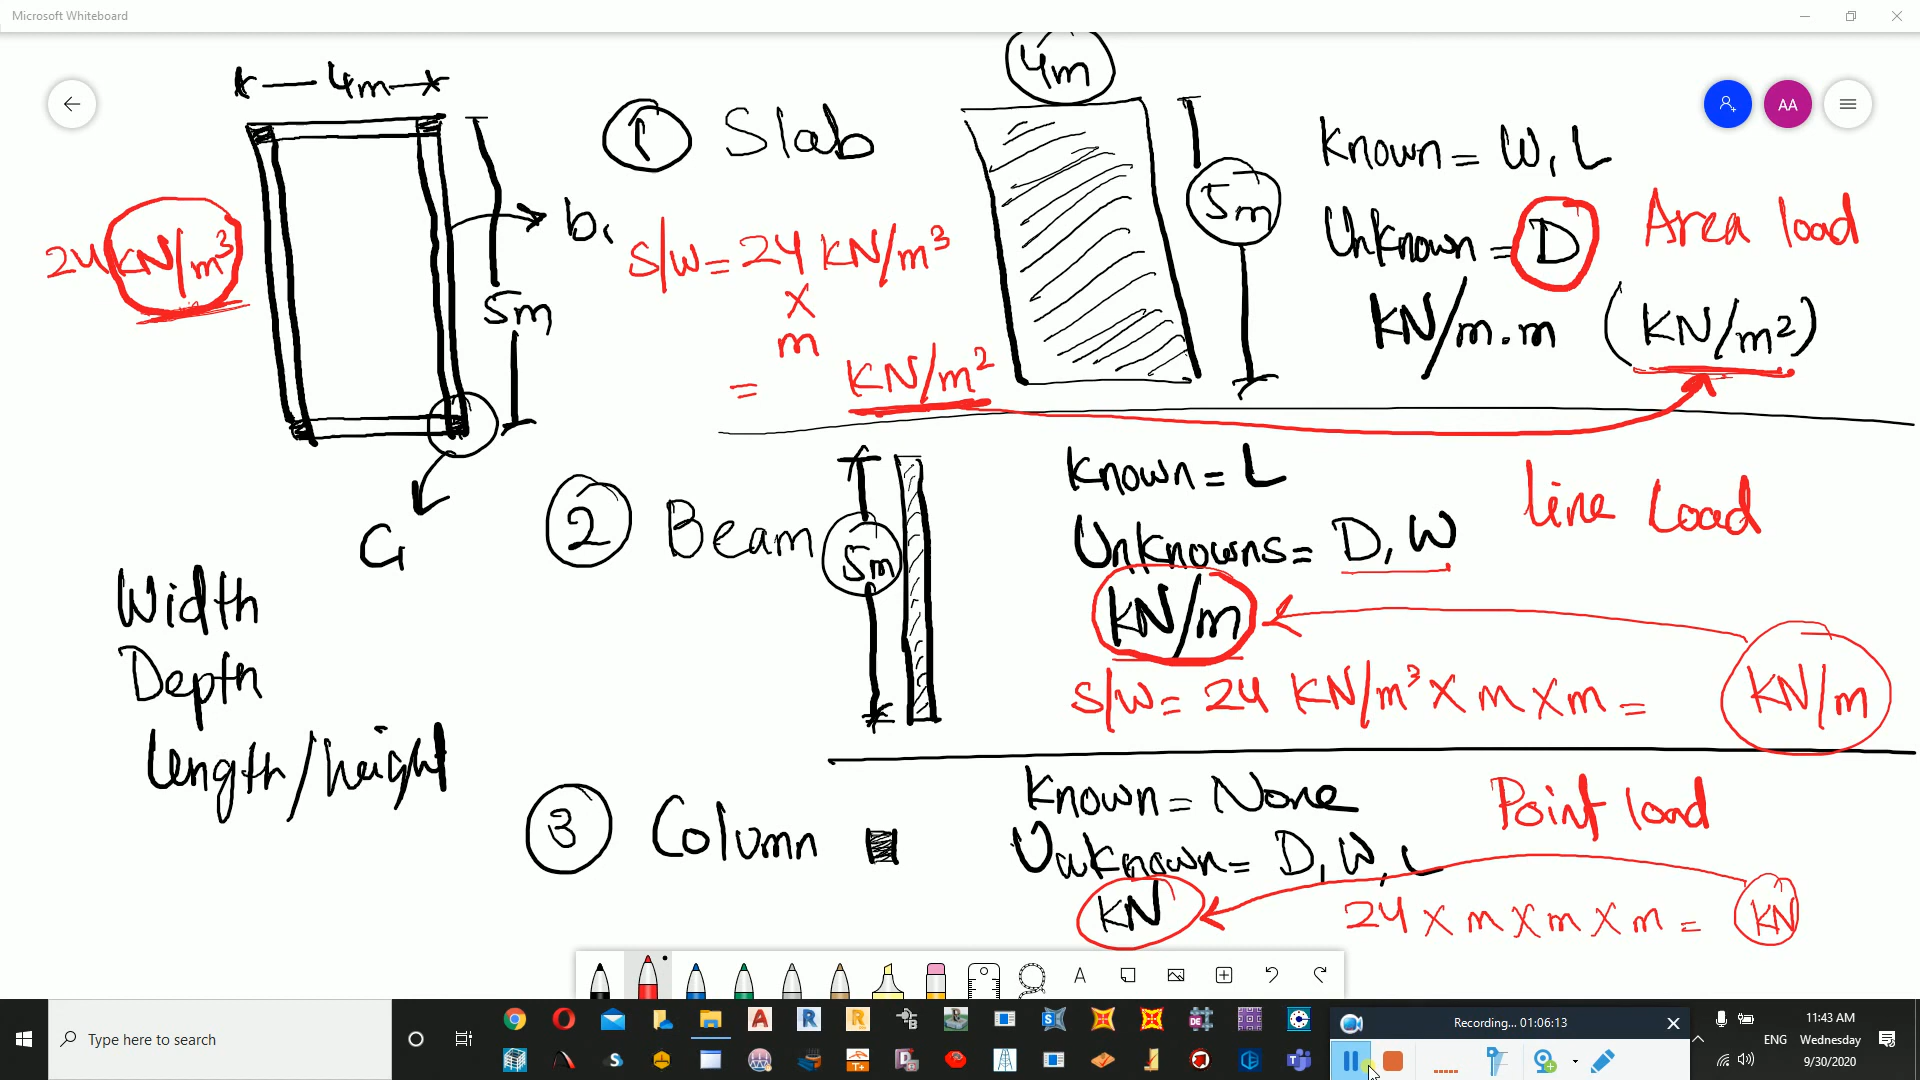 Microsoft Whiteboard
4m
24 KN/m³
5m
b₁
C₁
Width
Depth
Length/height
① Slab
S/W = 24 KN/m³
×
m
= KN/m²
4m
5m
Known = W, L
Unknown = D
KN/m.m (KN/m²)
Area load
② Beam
5m
Known = L
Unknowns = D, W
KN/m
Line Load
S/W = 24 KN/m³ × m × m = KN/m
③ Column
Known = None
Unknown = D, W, L
KN
Point load
24 × m × m × m = KN
AA
A
Type here to search
Recording... 01:06:13
ENG
11:43 AM
Wednesday
9/30/2020